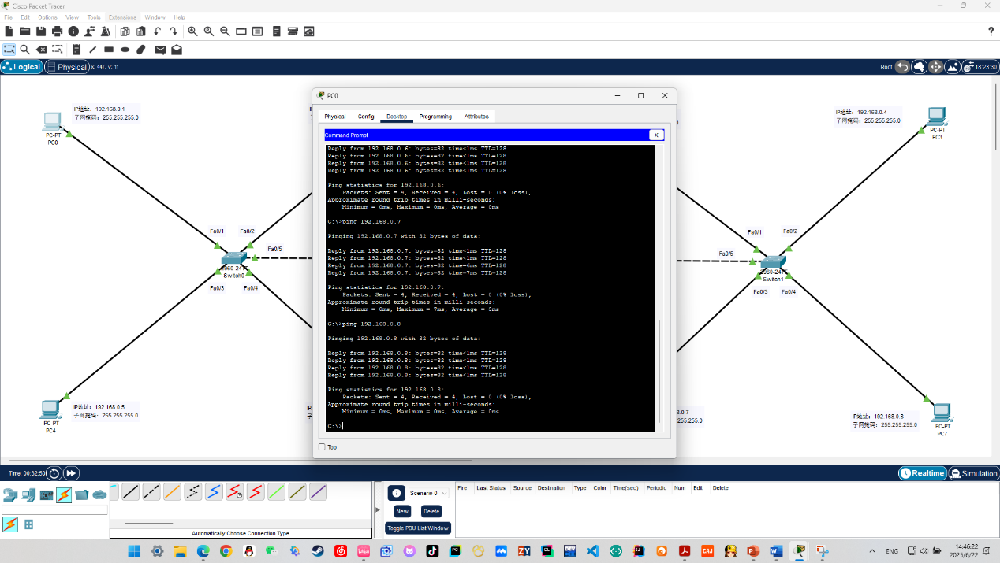 Cisco Packet Tracer
File Edit Options View Tools Extensions Window Help
Logical Physical x: 447, y: 11 Root 18:23:30
IP地址：192.168.0.1
子网掩码：255.255.255.0
PC-PT
PC0
IP地址：192.168.0.4
子网掩码：255.255.255.0
PC-PT
PC3
Fa0/1 Fa0/2
Fa0/5
2960-24TT
Switch0
Fa0/3 Fa0/4
Fa0/1 Fa0/2
Fa0/5
2960-24TT
Switch1
Fa0/3 Fa0/4
IP地址：192.168.0.5
子网掩码：255.255.255.0
PC-PT
PC4
0.7
255.255.0
IP地址：192.168.0.8
子网掩码：255.255.255.0
PC-PT
PC7
PC0
Physical Config Desktop Programming Attributes
Command Prompt X
Reply from 192.168.0.6: bytes=32 time<1ms TTL=128
Reply from 192.168.0.6: bytes=32 time<1ms TTL=128
Reply from 192.168.0.6: bytes=32 time<1ms TTL=128
Reply from 192.168.0.6: bytes=32 time<1ms TTL=128
Ping statistics for 192.168.0.6:
Packets: Sent = 4, Received = 4, Lost = 0 (0% loss),
Approximate round trip times in milli-seconds:
Minimum = 0ms, Maximum = 0ms, Average = 0ms
C:\>ping 192.168.0.7
Pinging 192.168.0.7 with 32 bytes of data:
Reply from 192.168.0.7: bytes=32 time<1ms TTL=128
Reply from 192.168.0.7: bytes=32 time<1ms TTL=128
Reply from 192.168.0.7: bytes=32 time=6ms TTL=128
Reply from 192.168.0.7: bytes=32 time=7ms TTL=128
Ping statistics for 192.168.0.7:
Packets: Sent = 4, Received = 4, Lost = 0 (0% loss),
Approximate round trip times in milli-seconds:
Minimum = 0ms, Maximum = 7ms, Average = 3ms
C:\>ping 192.168.0.8
Pinging 192.168.0.8 with 32 bytes of data:
Reply from 192.168.0.8: bytes=32 time<1ms TTL=128
Reply from 192.168.0.8: bytes=32 time<1ms TTL=128
Reply from 192.168.0.8: bytes=32 time<1ms TTL=128
Reply from 192.168.0.8: bytes=32 time<1ms TTL=128
Ping statistics for 192.168.0.8:
Packets: Sent = 4, Received = 4, Lost = 0 (0% loss),
Approximate round trip times in milli-seconds:
Minimum = 0ms, Maximum = 0ms, Average = 0ms
C:\>
Top
Time: 00:32:50 Realtime Simulation
Scenario 0
New Delete
Toggle PDU List Window
Fire Last Status Source Destination Type Color Time(sec) Periodic Num Edit Delete
Automatically Choose Connection Type
ENG
14:46:22
2025/6/22